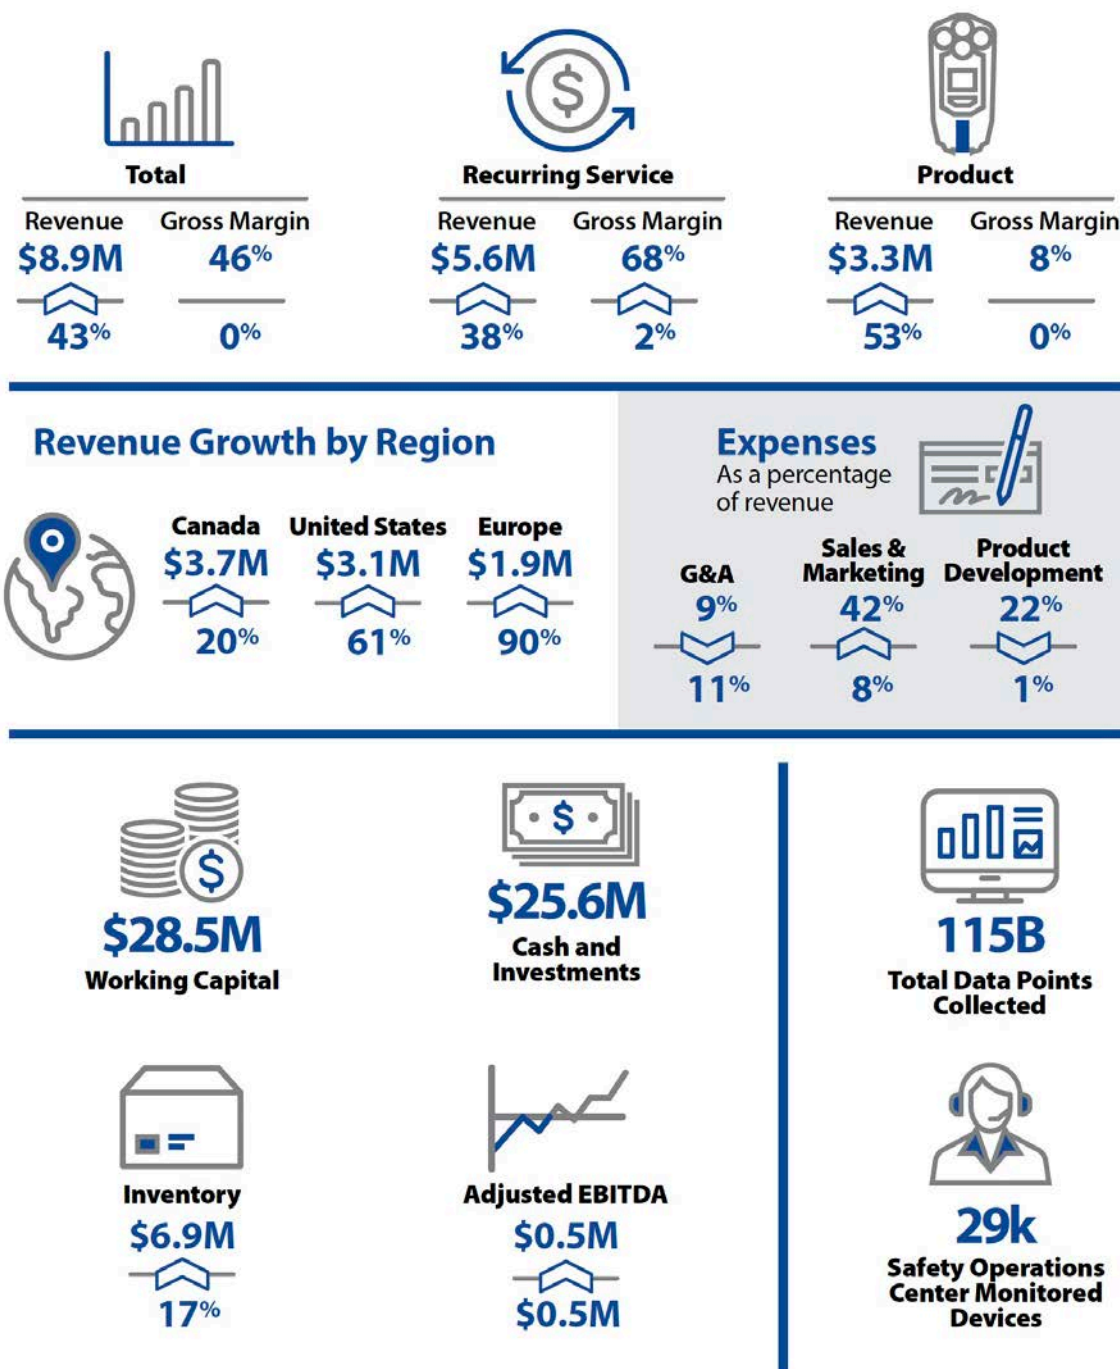 Total
Revenue Gross Margin
$8.9M 46%
43% 0%
Recurring Service
Revenue Gross Margin
$5.6M 68%
38% 2%
Product
Revenue Gross Margin
$3.3M 8%
53% 0%
Revenue Growth by Region
Canada
$3.7M
20%
United States
$3.1M
61%
Europe
$1.9M
90%
Expenses
As a percentage
of revenue
G&A
9%
11%
Sales &
Marketing
42%
8%
Product
Development
22%
1%
$
$28.5M
Working Capital
$
$25.6M
Cash and
Investments
115B
Total Data Points
Collected
Inventory
$6.9M
17%
Adjusted EBITDA
$0.5M
$0.5M
29k
Safety Operations
Center Monitored
Devices